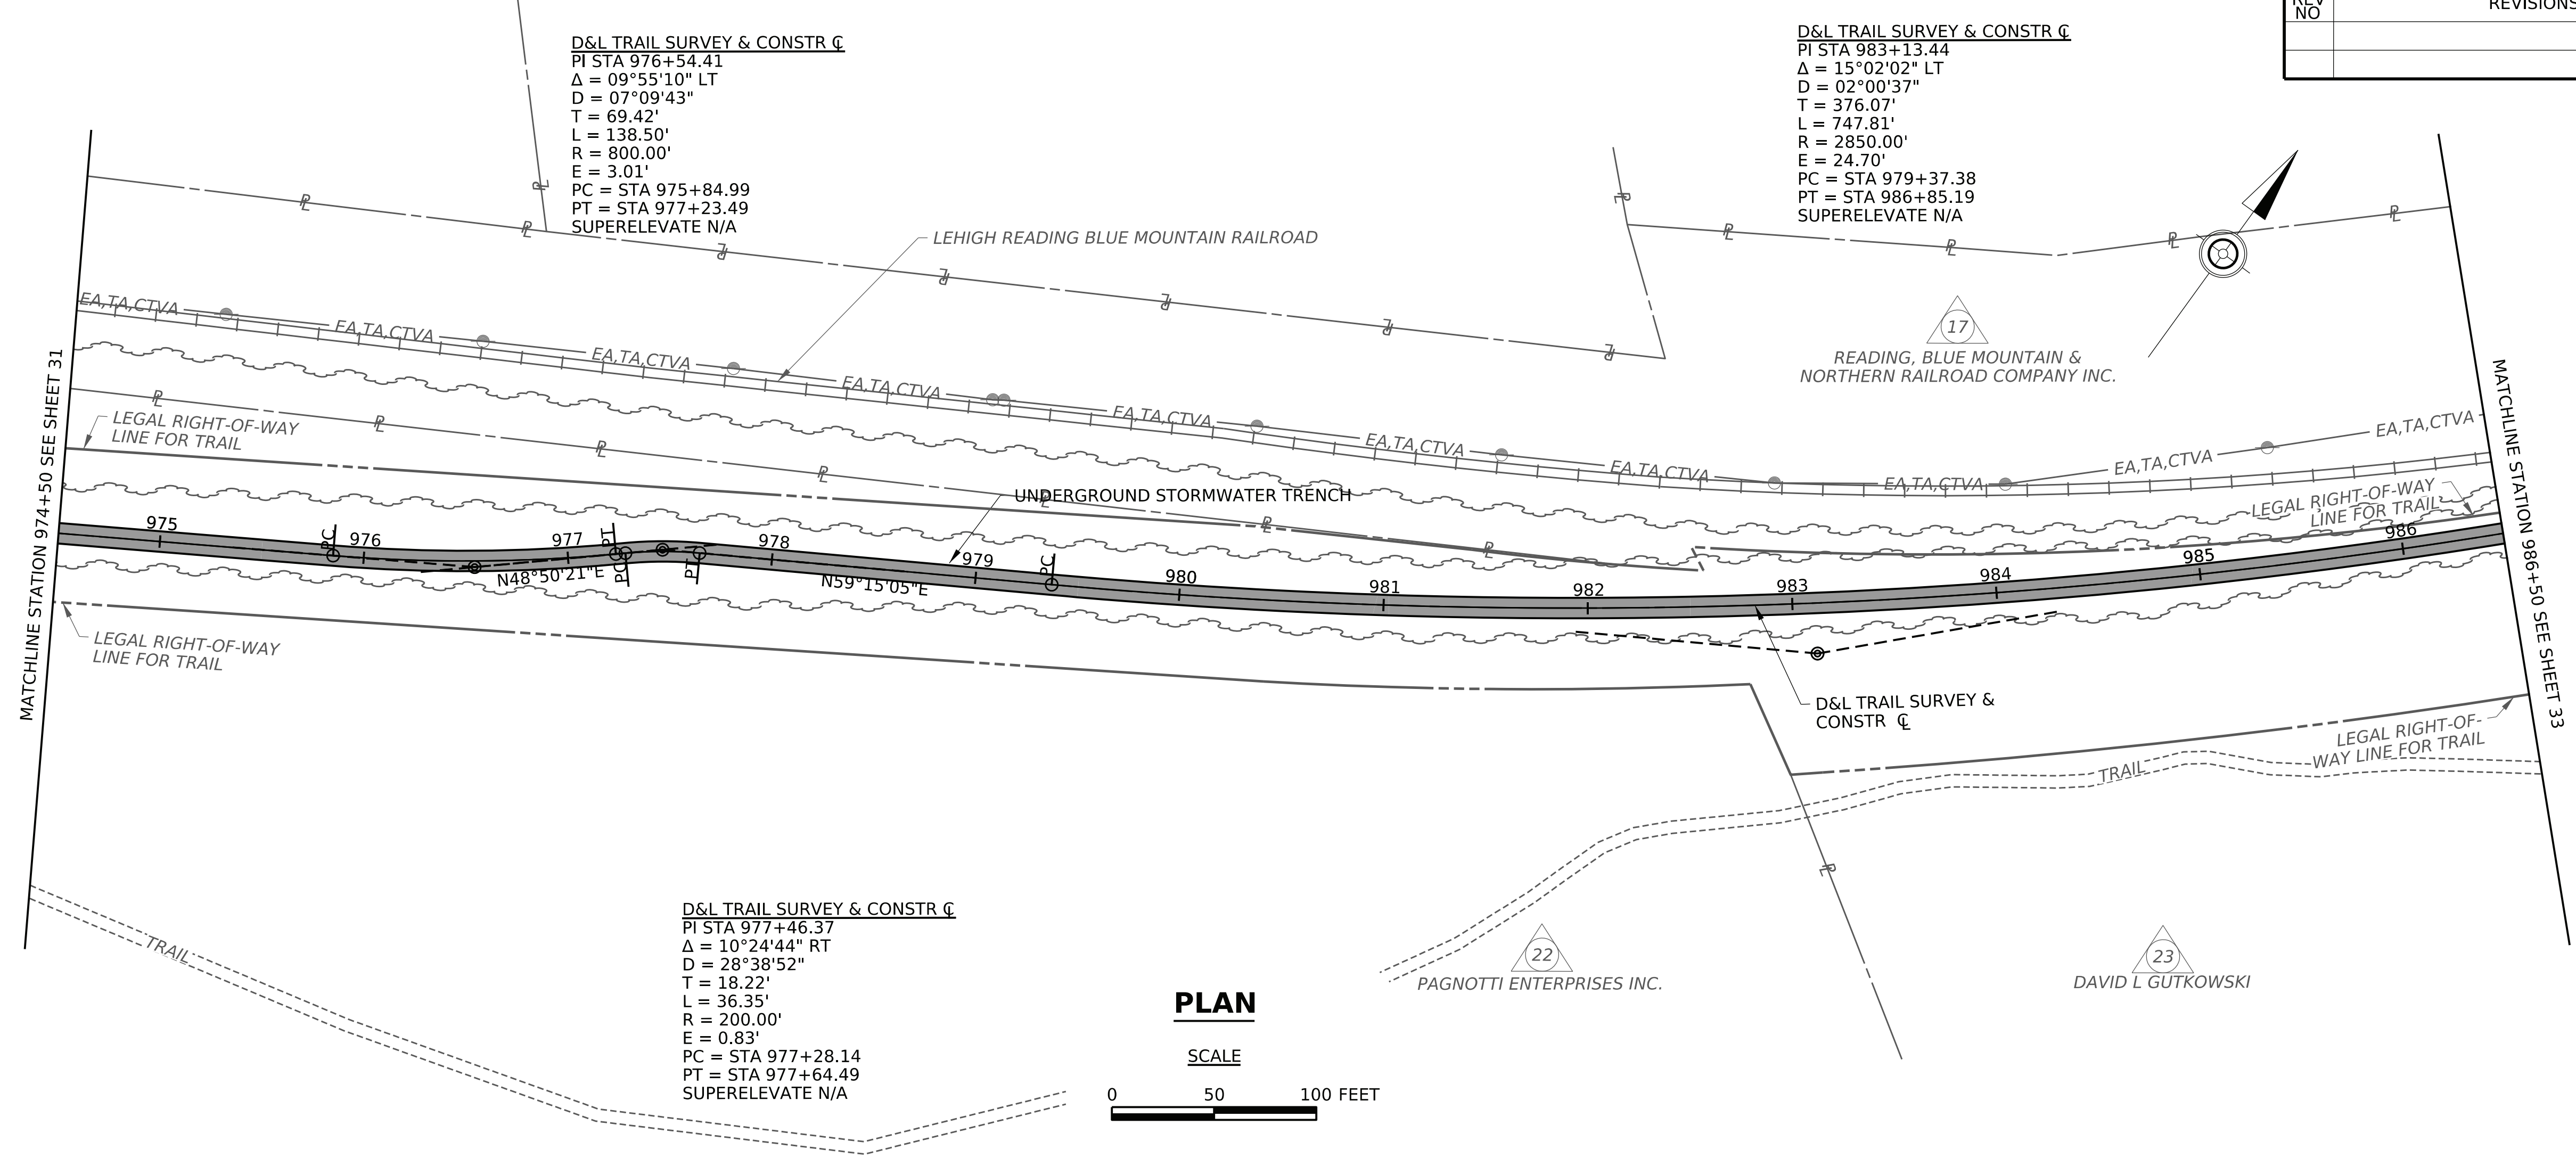 REV
NO
REVISIONS
D&L TRAIL SURVEY & CONSTR ℄
PI STA 976+54.41
Δ = 09°55'10" LT
D = 07°09'43"
T = 69.42'
L = 138.50'
R = 800.00'
E = 3.01'
PC = STA 975+84.99
PT = STA 977+23.49
SUPERELEVATE N/A
D&L TRAIL SURVEY & CONSTR ℄
PI STA 983+13.44
Δ = 15°02'02" LT
D = 02°00'37"
T = 376.07'
L = 747.81'
R = 2850.00'
E = 24.70'
PC = STA 979+37.38
PT = STA 986+85.19
SUPERELEVATE N/A
LEHIGH READING BLUE MOUNTAIN RAILROAD
17
READING, BLUE MOUNTAIN &
NORTHERN RAILROAD COMPANY INC.
EA,TA,CTVA
EA,TA,CTVA
EA,TA,CTVA
EA,TA,CTVA
EA,TA,CTVA
EA,TA,CTVA
EA,TA,CTVA
EA,TA,CTVA
EA,TA,CTVA
EA,TA,CTVA
MATCHLINE STATION 974+50 SEE SHEET 31
MATCHLINE STATION 986+50 SEE SHEET 33
LEGAL RIGHT-OF-WAY
LINE FOR TRAIL
UNDERGROUND STORMWATER TRENCH
LEGAL RIGHT-OF-WAY
LINE FOR TRAIL
975
PC
976
977
PT
PC
PT
978
979
PC
980
981
982
983
984
985
986
N48°50'21"E
N59°15'05"E
LEGAL RIGHT-OF-WAY
LINE FOR TRAIL
D&L TRAIL SURVEY &
CONSTR ℄
LEGAL RIGHT-OF-
WAY LINE FOR TRAIL
TRAIL
TRAIL
22
PAGNOTTI ENTERPRISES INC.
23
DAVID L GUTKOWSKI
D&L TRAIL SURVEY & CONSTR ℄
PI STA 977+46.37
Δ = 10°24'44" RT
D = 28°38'52"
T = 18.22'
L = 36.35'
R = 200.00'
E = 0.83'
PC = STA 977+28.14
PT = STA 977+64.49
SUPERELEVATE N/A
PLAN
SCALE
0 50 100 FEET